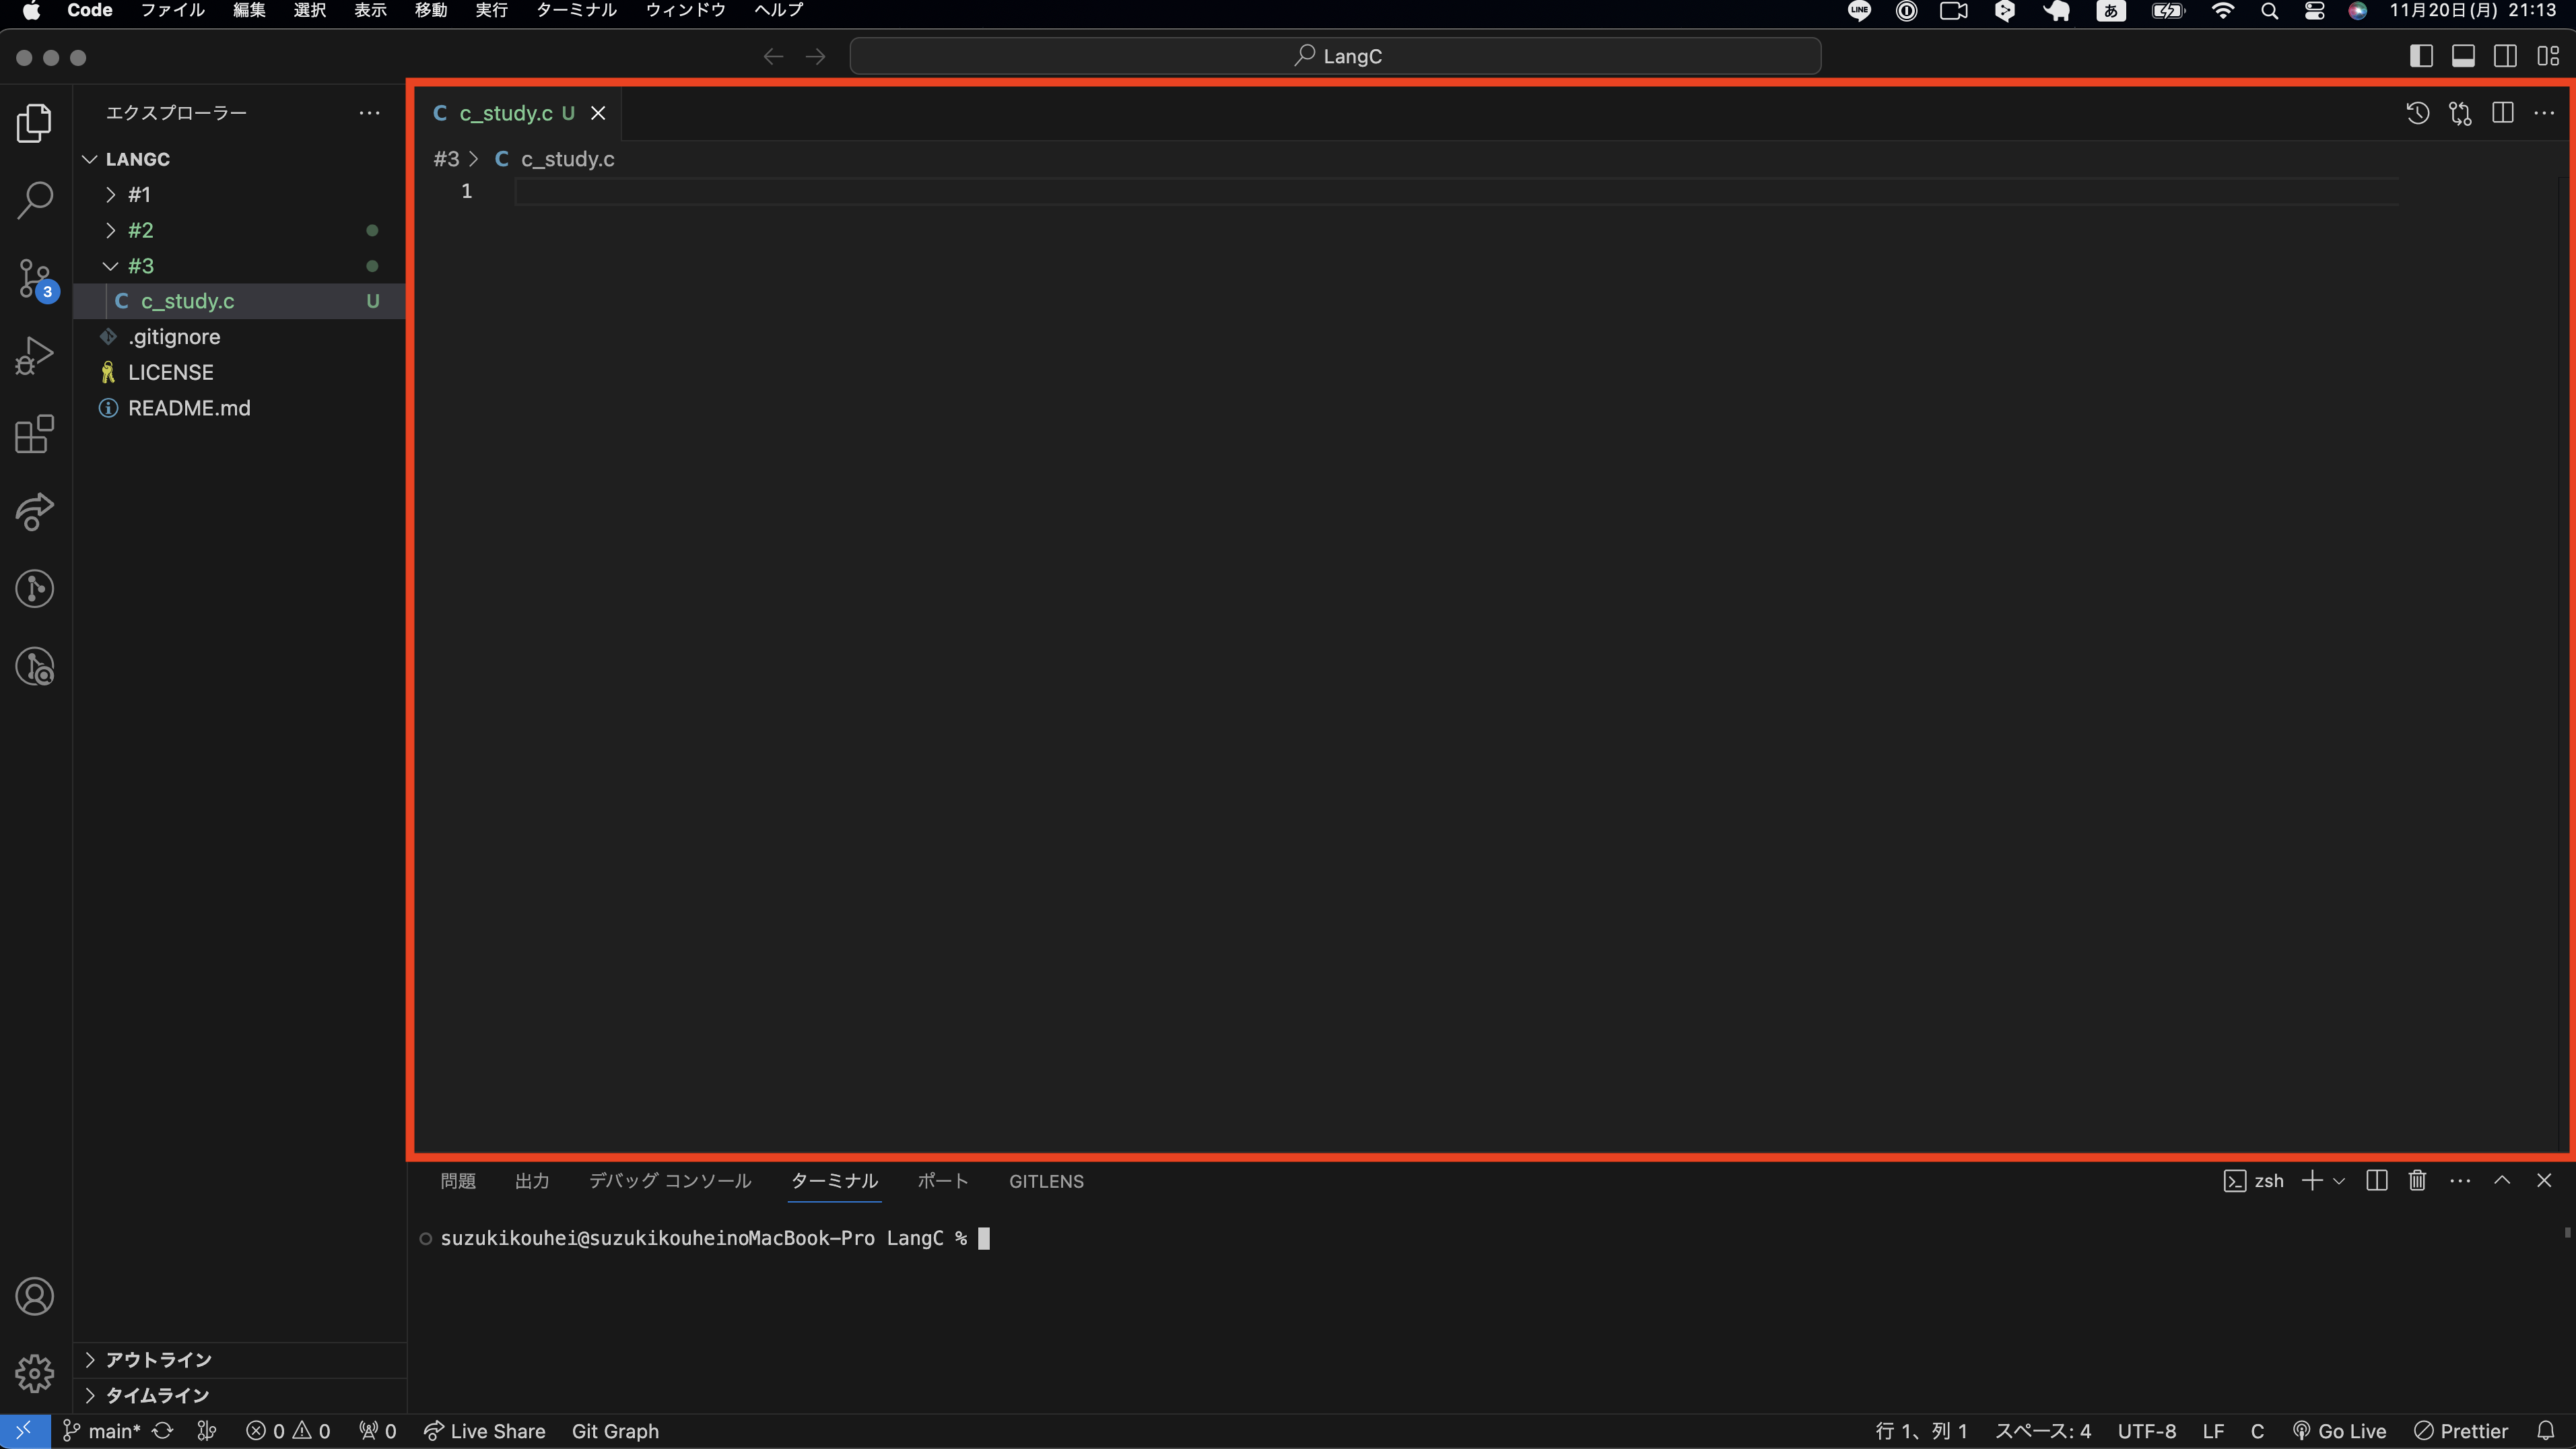 Code ファイル 編集 選択 表示 移動 実行 ターミナル ウィンドウ ヘルプ LINE あ 11月20日(月) 21:13
LangC
エクスプローラー
LANGC
#1
#2
#3
C c_study.c U
.gitignore
LICENSE
README.md
3
アウトライン
タイムライン
C c_study.c U
#3 > C c_study.c
1
問題 出力 デバッグ コンソール ターミナル ポート GITLENS zsh
suzukikouhei@suzukikouheinoMacBook-Pro LangC %
main* 0 0 0 Live Share Git Graph 行 1、列 1 スペース: 4 UTF-8 LF C Go Live Prettier